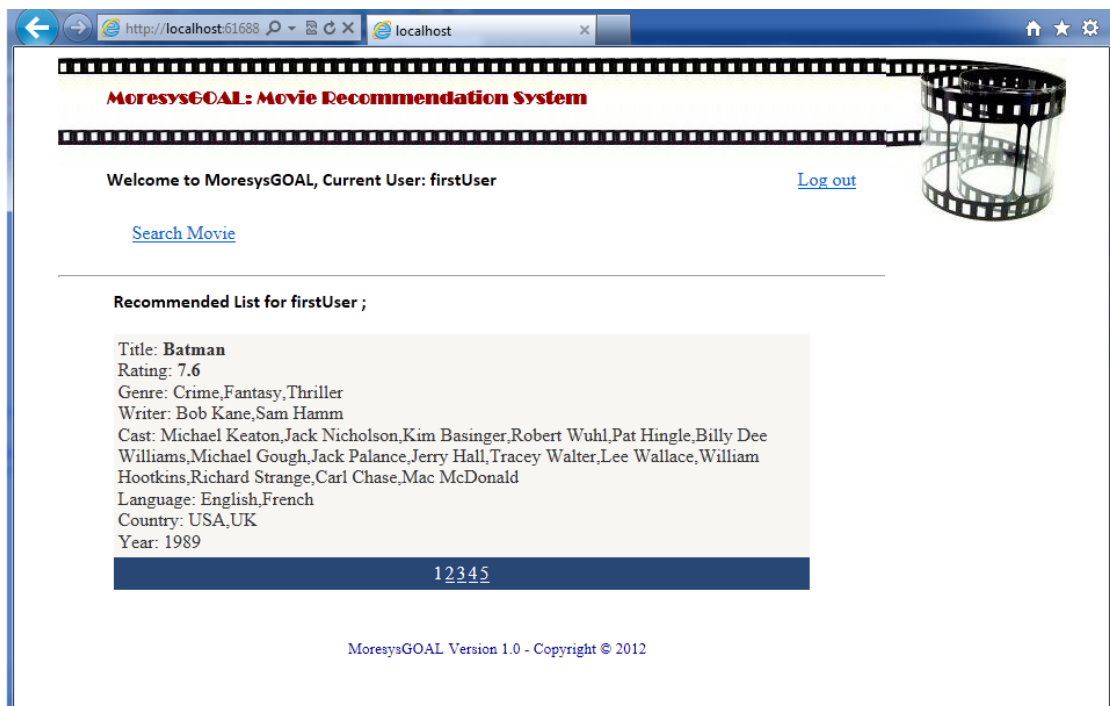 http://localhost:61688
localhost
MoresysGOAL: Movie Recommendation System
Welcome to MoresysGOAL, Current User: firstUser
Log out
Search Movie
Recommended List for firstUser ;
Title: Batman
Rating: 7.6
Genre: Crime,Fantasy,Thriller
Writer: Bob Kane,Sam Hamm
Cast: Michael Keaton,Jack Nicholson,Kim Basinger,Robert Wuhl,Pat Hingle,Billy Dee
Williams,Michael Gough,Jack Palance,Jerry Hall,Tracey Walter,Lee Wallace,William
Hootkins,Richard Strange,Carl Chase,Mac McDonald
Language: English,French
Country: USA,UK
Year: 1989
12345
MoresysGOAL Version 1.0 - Copyright © 2012